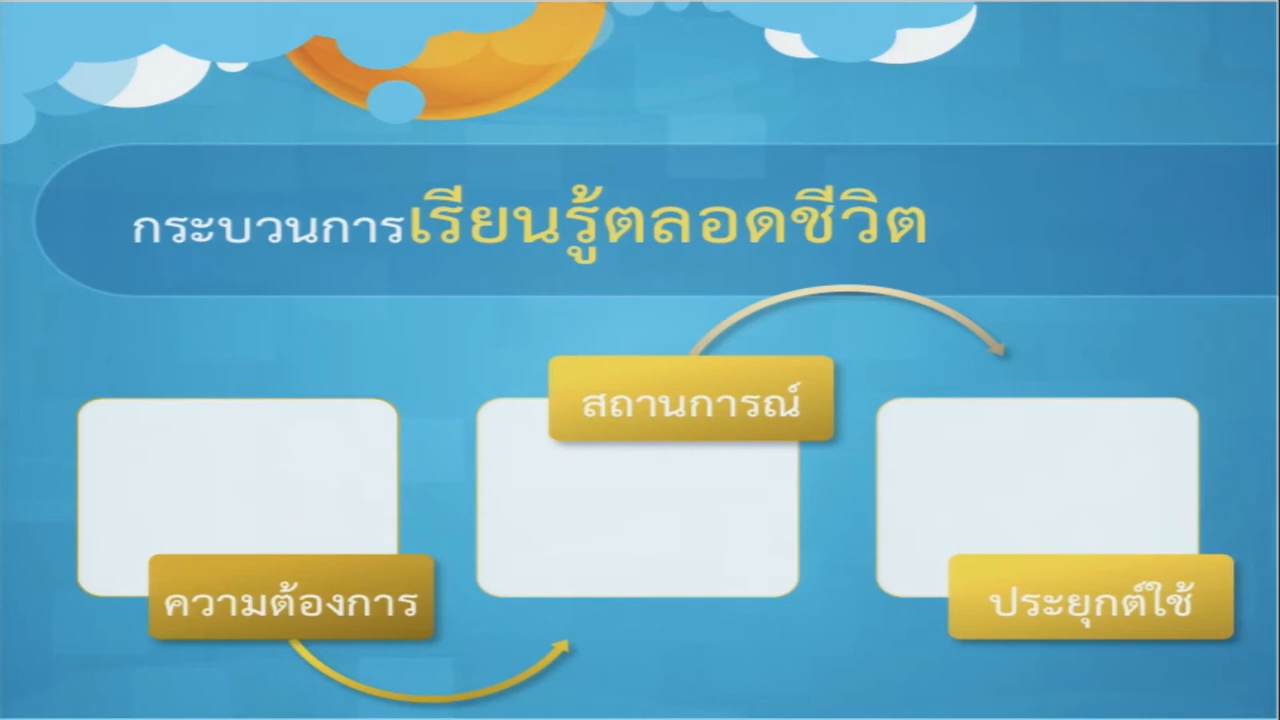 กระบวนการเรียนรู้ตลอดชีวิต
สถานการณ์
ความต้องการ
ประยุกต์ใช้